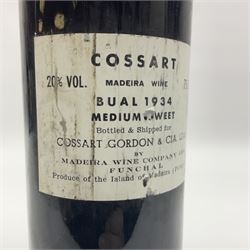 COSSART
20% VOL.
MADEIRA WINE
BUAL 1934
MEDIUM SWEET
Bottled & Shipped for
COSSART GORDON & CIA.
BY
MADEIRA WINE COMPANY
FUNCHAL
Produce of the Island of Madeira